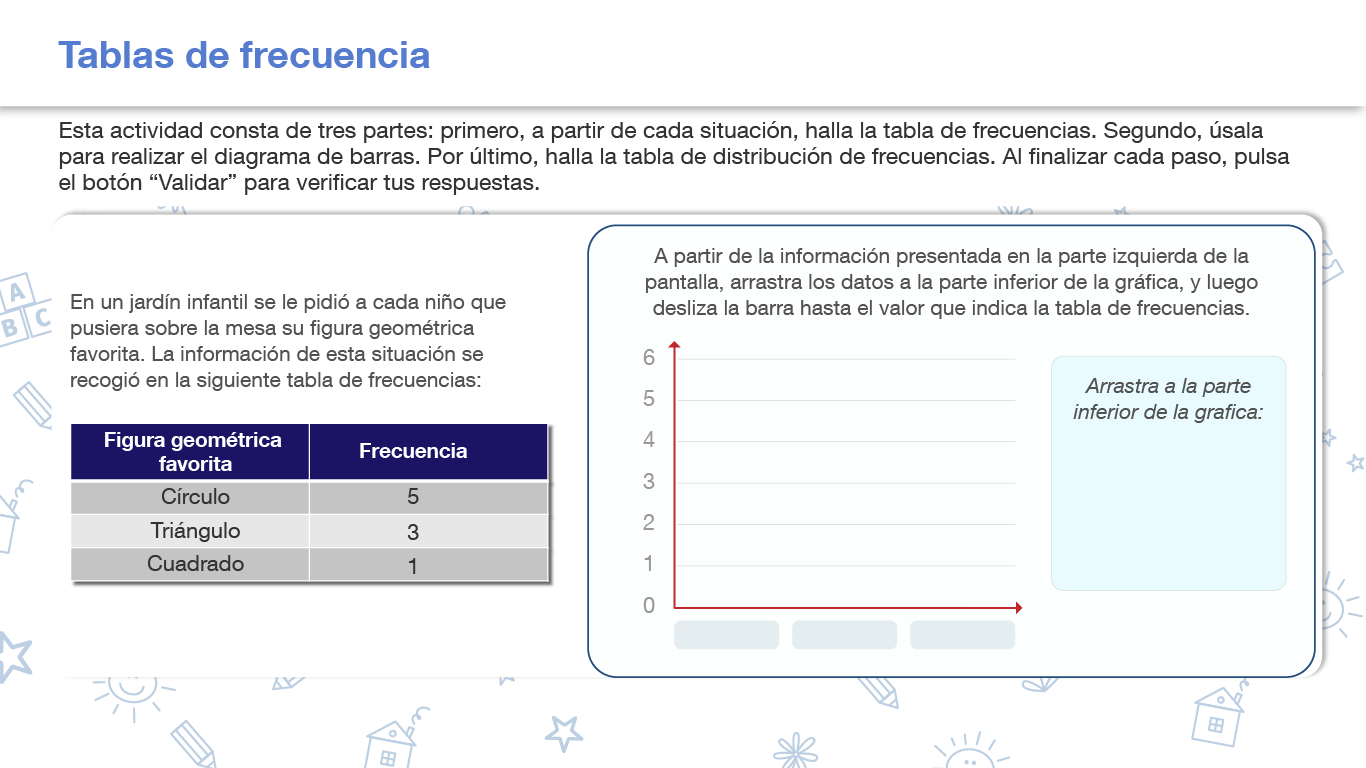 Tablas de frecuencia
Esta actividad consta de tres partes: primero, a partir de cada situación, halla la tabla de frecuencias. Segundo, úsala
para realizar el diagrama de barras. Por último, halla la tabla de distribución de frecuencias. Al finalizar cada paso, pulsa
el botón “Validar” para verificar tus respuestas.
En un jardín infantil se le pidió a cada niño que
pusiera sobre la mesa su figura geométrica
favorita. La información de esta situación se
recogió en la siguiente tabla de frecuencias:
Figura geométrica
favorita
Frecuencia
Círculo 5
Triángulo 3
Cuadrado 1
A partir de la información presentada en la parte izquierda de la
pantalla, arrastra los datos a la parte inferior de la gráfica, y luego
desliza la barra hasta el valor que indica la tabla de frecuencias.
6
5
4
3
2
1
0
Arrastra a la parte
inferior de la grafica:
A
B C